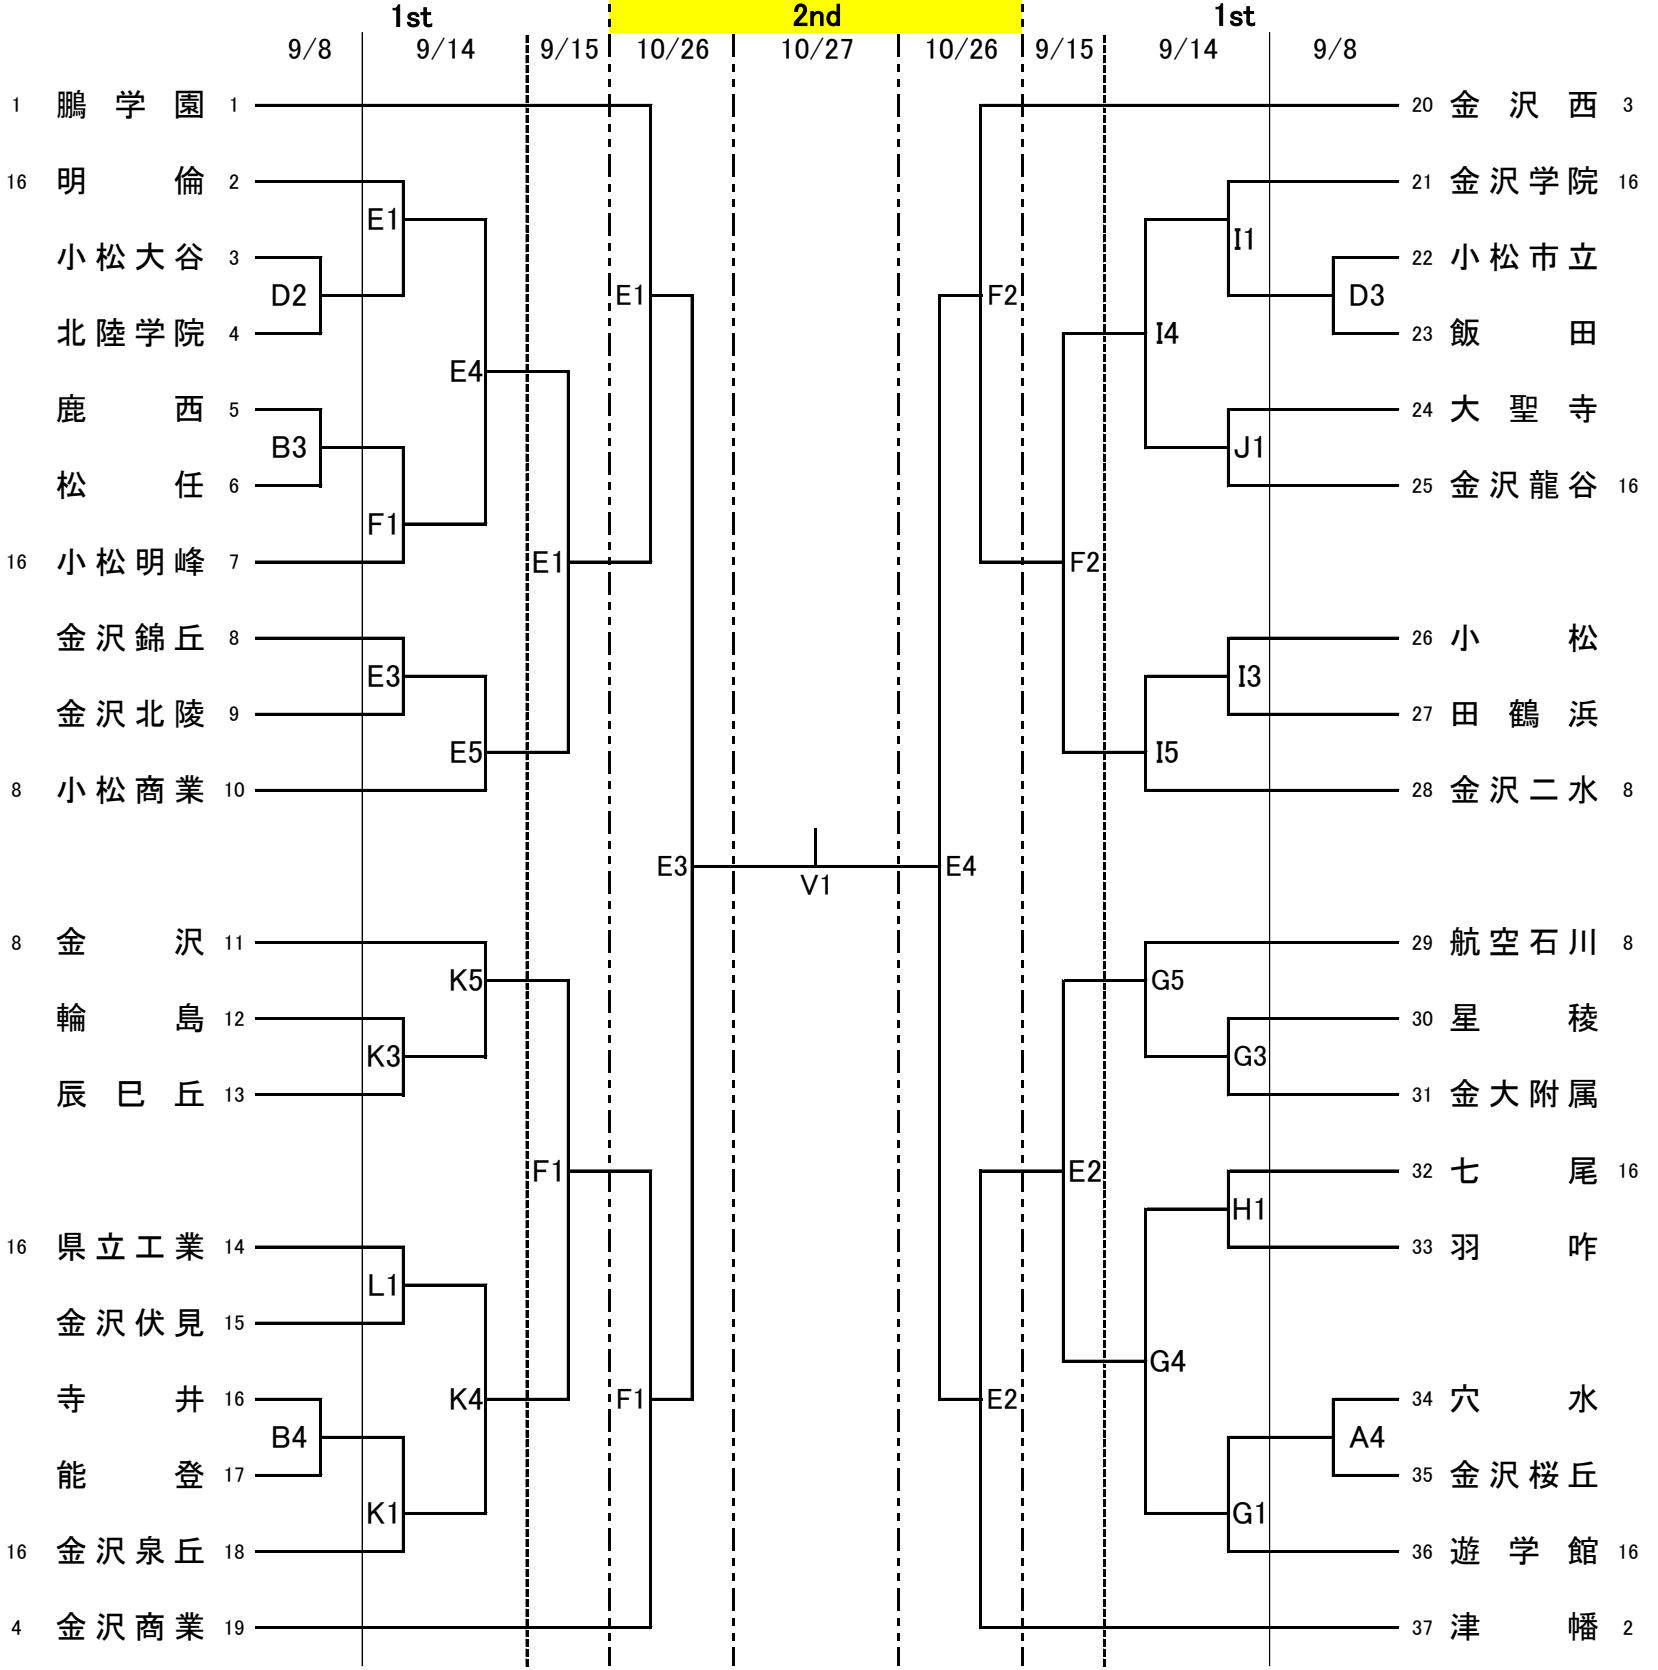 1st 2nd 1st
9/8 9/14 9/15 10/26 10/27 10/26 9/15 9/14 9/8
1 鵬学園 1 20 金沢西 3
16 明倫 2 21 金沢学院 16
E1 I1
小松大谷 3 22 小松市立
D2 E1 F2 D3
北陸学院 4 I4 23 飯田
E4
鹿西 5 24 大聖寺
B3 J1
松任 6 25 金沢龍谷 16
F1
16 小松明峰 7 E1 F2
金沢錦丘 8 26 小松
E3 I3
金沢北陵 9 27 田鶴浜
E5 I5
8 小松商業 10 28 金沢二水 8
E3 E4
V1
8 金沢 11 29 航空石川 8
K5 G5
輪島 12 30 星稜
K3 G3
辰巳丘 13 31 金大附属
F1 E2 32 七尾 16
H1
16 県立工業 14 33 羽咋
L1
金沢伏見 15
G4
寺井 16 K4 F1 E2 34 穴水
B4 A4
能登 17 35 金沢桜丘
K1 G1
16 金沢泉丘 18 36 遊学館 16
4 金沢商業 19 37 津幡 2